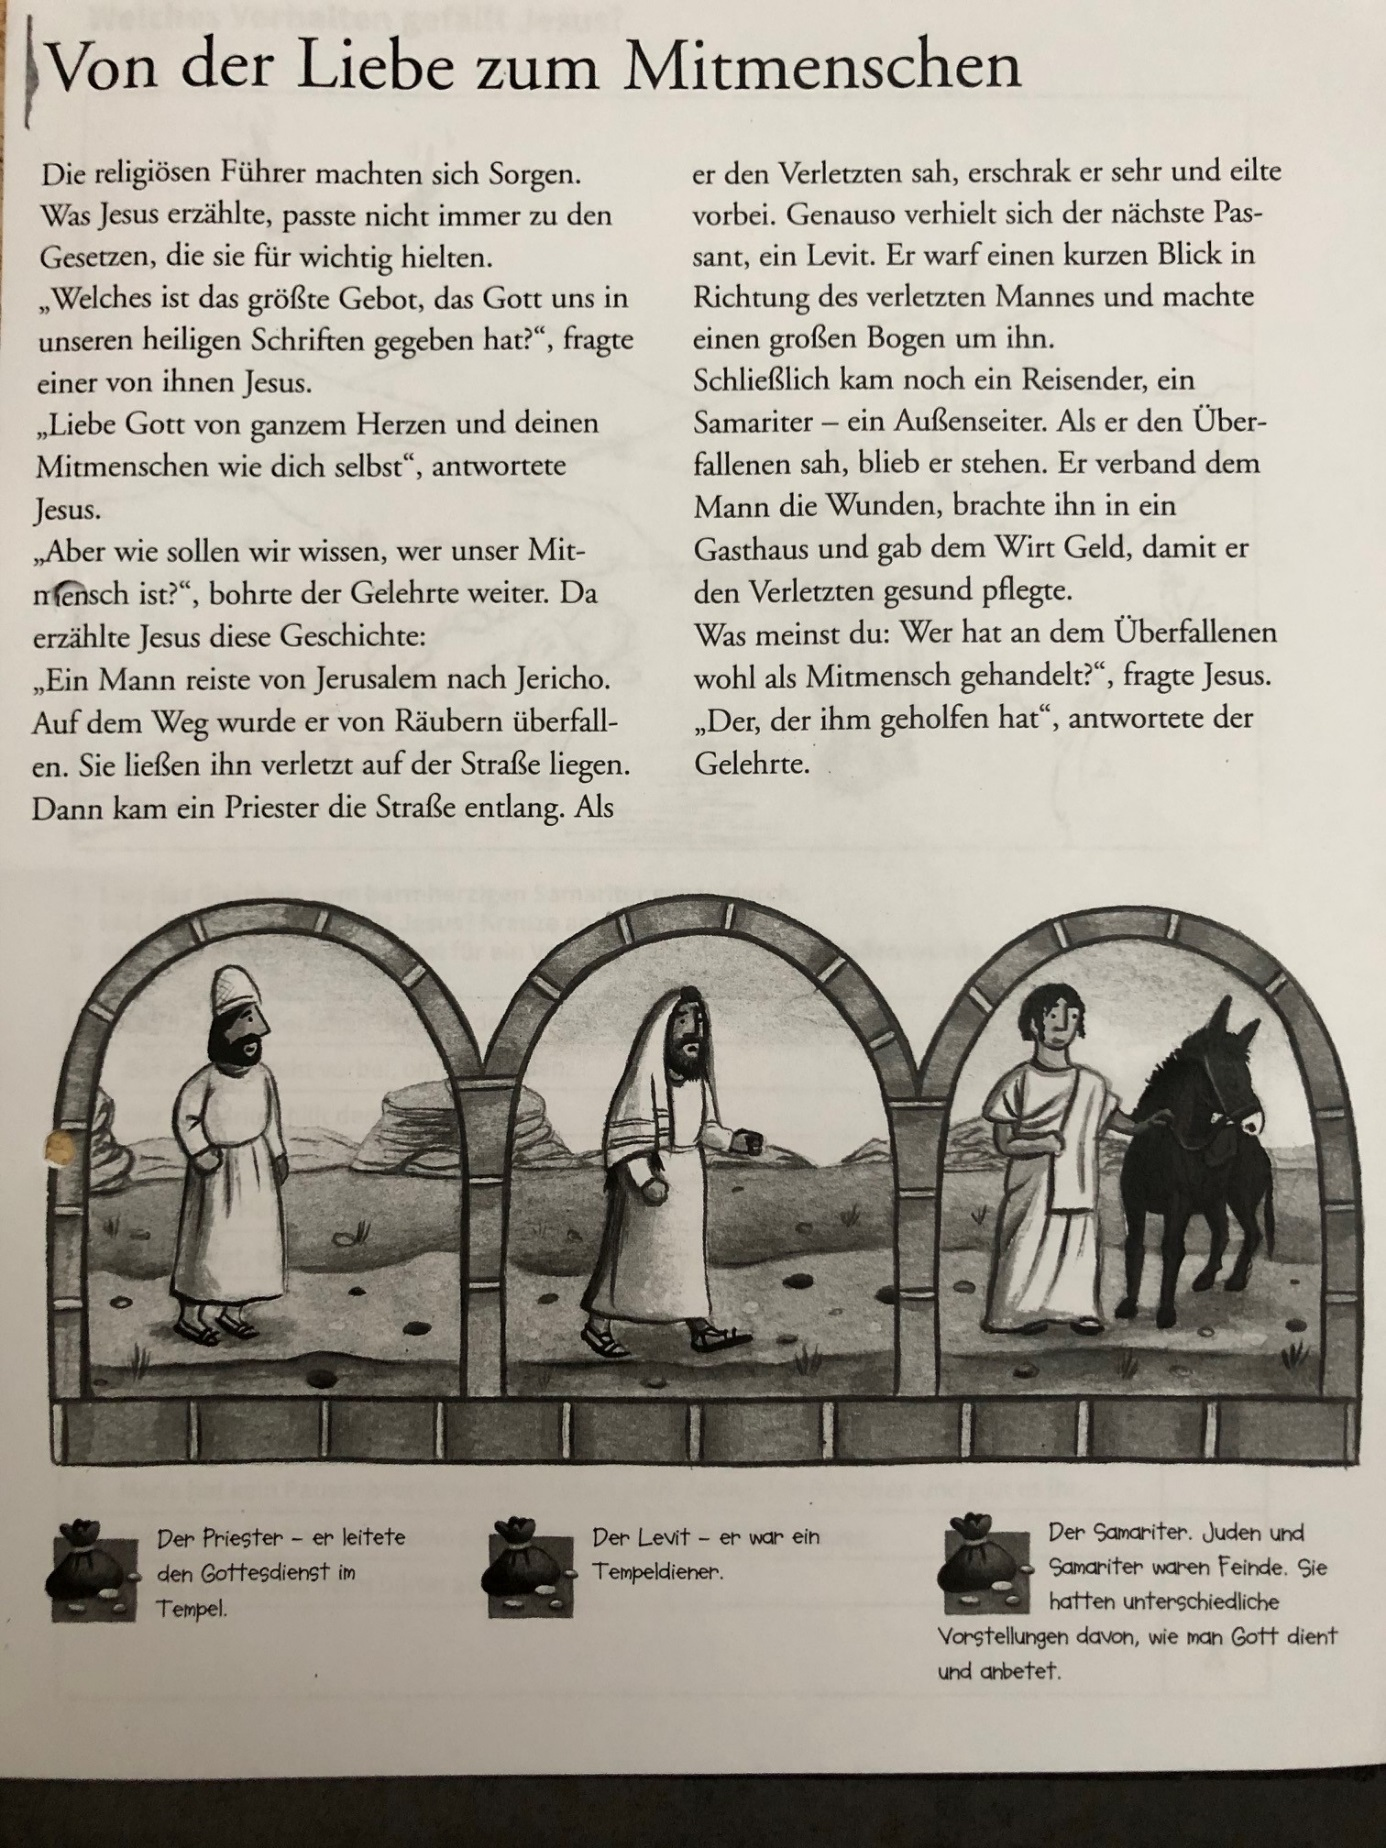 Von der Liebe zum Mitmenschen
Die religiösen Führer machten sich Sorgen.
Was Jesus erzählte, passte nicht immer zu den
Gesetzen, die sie für wichtig hielten.
„Welches ist das größte Gebot, das Gott uns in
unseren heiligen Schriften gegeben hat?“, fragte
einer von ihnen Jesus.
„Liebe Gott von ganzem Herzen und deinen
Mitmenschen wie dich selbst“, antwortete
Jesus.
„Aber wie sollen wir wissen, wer unser Mit-
mensch ist?“, bohrte der Gelehrte weiter. Da
erzählte Jesus diese Geschichte:
„Ein Mann reiste von Jerusalem nach Jericho.
Auf dem Weg wurde er von Räubern überfall-
en. Sie ließen ihn verletzt auf der Straße liegen.
Dann kam ein Priester die Straße entlang. Als
er den Verletzten sah, erschrak er sehr und eilte
vorbei. Genauso verhielt sich der nächste Pas-
sant, ein Levit. Er warf einen kurzen Blick in
Richtung des verletzten Mannes und machte
einen großen Bogen um ihn.
Schließlich kam noch ein Reisender, ein
Samariter – ein Außenseiter. Als er den Über-
fallenen sah, blieb er stehen. Er verband dem
Mann die Wunden, brachte ihn in ein
Gasthaus und gab dem Wirt Geld, damit er
den Verletzten gesund pflegte.
Was meinst du: Wer hat an dem Überfallenen
wohl als Mitmensch gehandelt?“, fragte Jesus.
„Der, der ihm geholfen hat“, antwortete der
Gelehrte.
Der Priester – er leitete
den Gottesdienst im
Tempel.
Der Levit – er war ein
Tempeldiener.
Der Samariter. Juden und
Samariter waren Feinde. Sie
hatten unterschiedliche
Vorstellungen davon, wie man Gott dient
und anbetet.